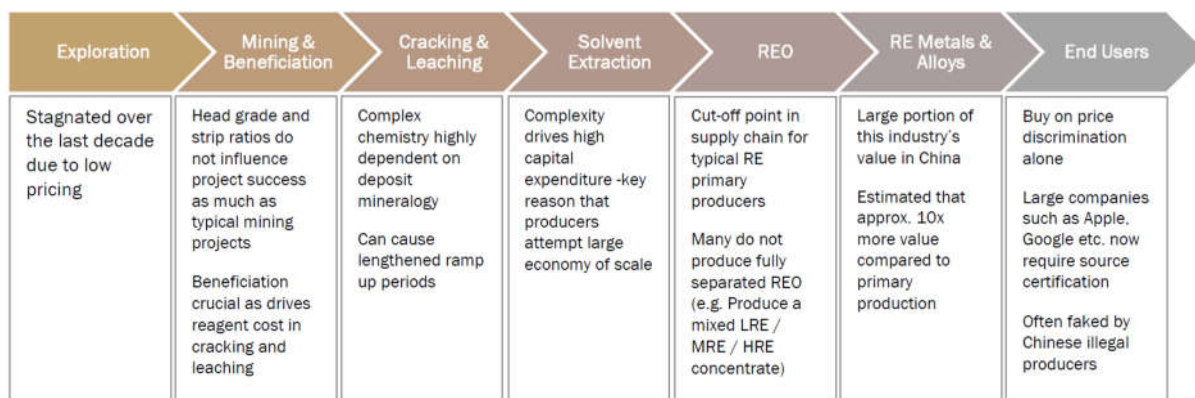 Exploration
Mining &
Beneficiation
Cracking &
Leaching
Solvent
Extraction
REO
RE Metals &
Alloys
End Users
Stagnated over
the last decade
due to low
pricing
Head grade and
strip ratios do
not influence
project success
as much as
typical mining
projects
Beneficiation
crucial as drives
reagent cost in
cracking and
leaching
Complex
chemistry highly
dependent on
deposit
mineralogy
Can cause
lengthened ramp
up periods
Complexity
drives high
capital
expenditure -key
reason that
producers
attempt large
economy of scale
Cut-off point in
supply chain for
typical RE
primary
producers
Many do not
produce fully
separated REO
(e.g. Produce a
mixed LRE /
MRE / HRE
concentrate)
Large portion of
this industry's
value in China
Estimated that
approx. 10x
more value
compared to
primary
production
Buy on price
discrimination
alone
Large companies
such as Apple,
Google etc. now
require source
certification
Often faked by
Chinese illegal
producers